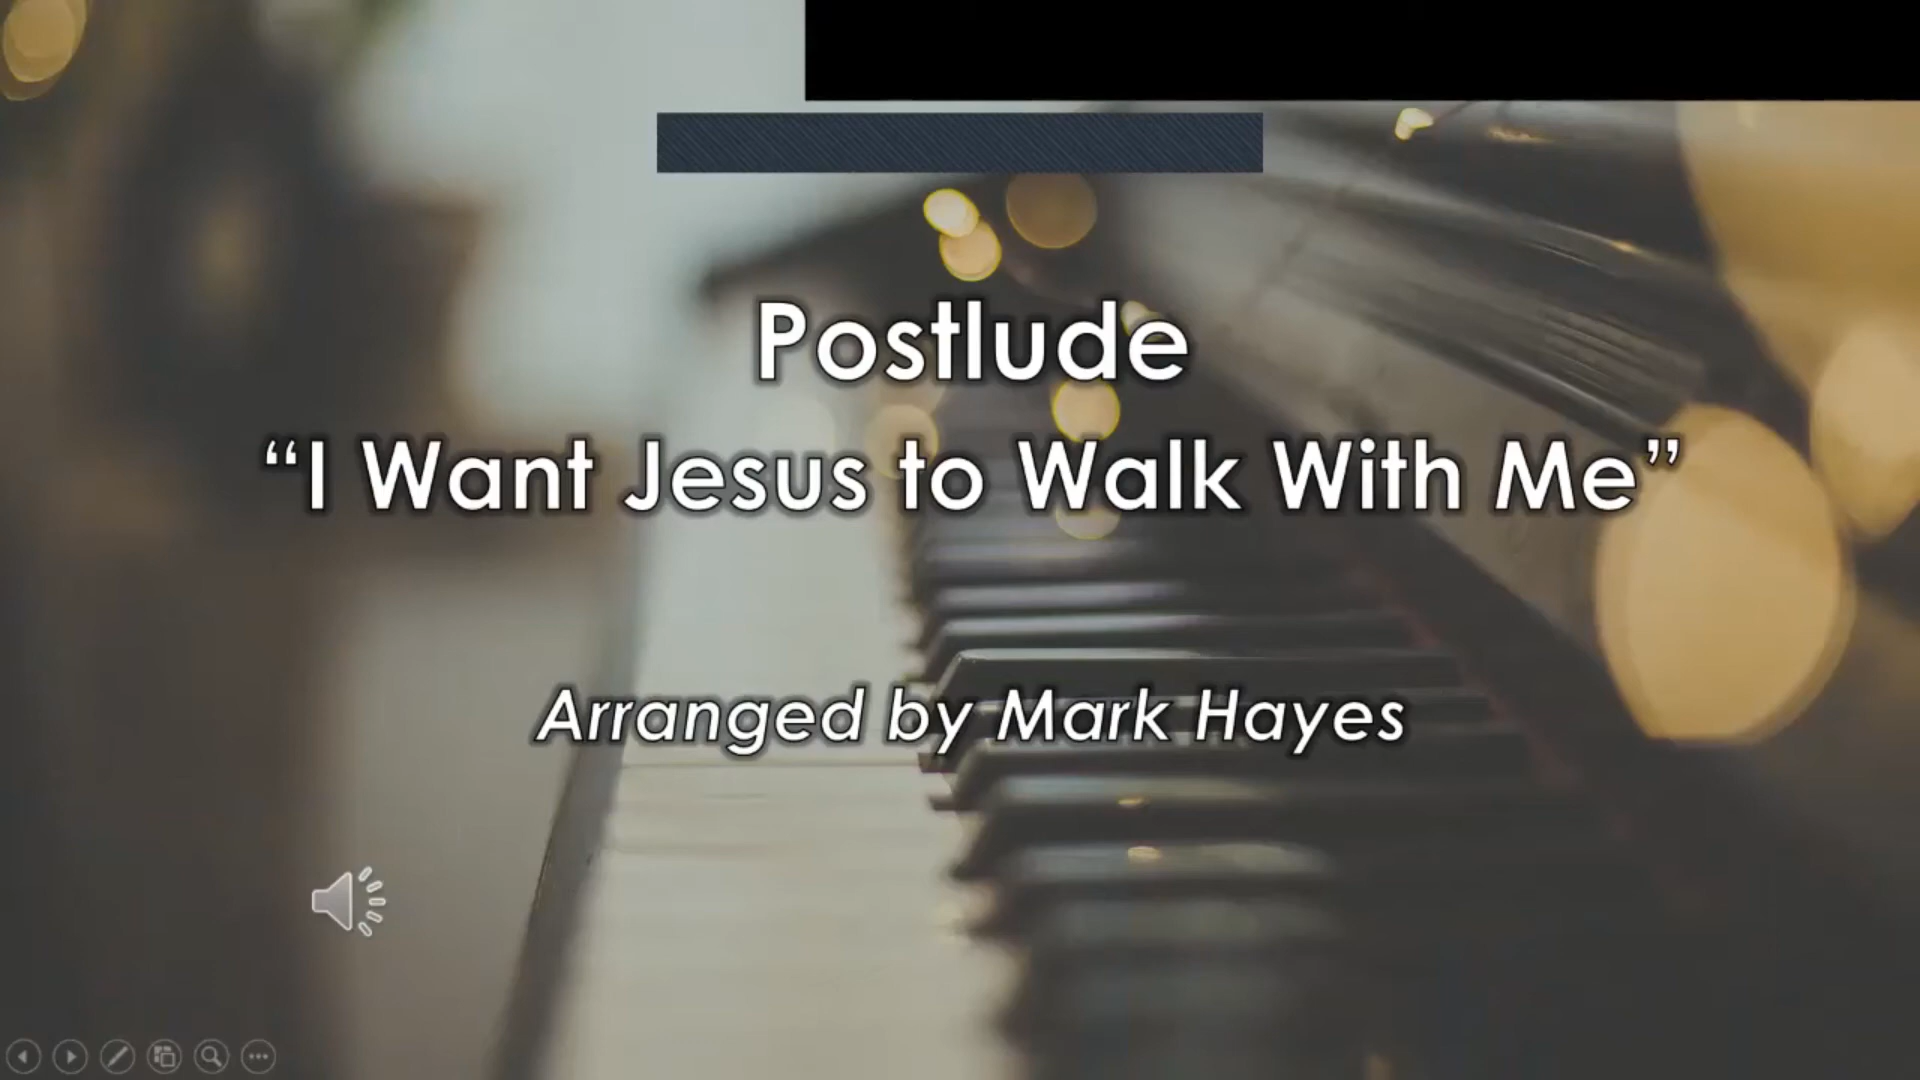 Postlude
“I Want Jesus to Walk With Me”
Arranged by Mark Hayes